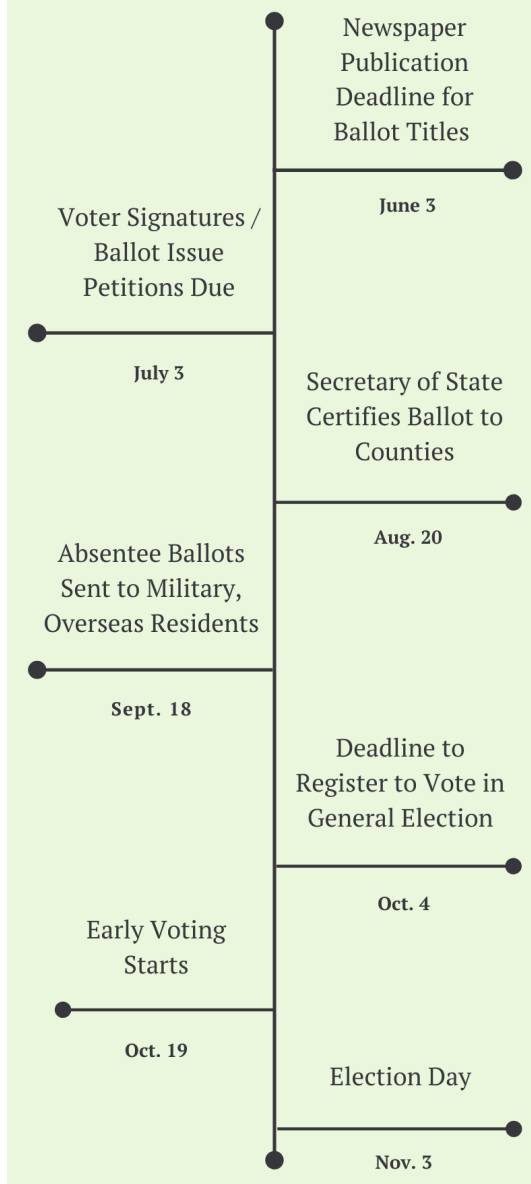 Newspaper
Publication
Deadline for
Ballot Titles
June 3
Voter Signatures /
Ballot Issue
Petitions Due
July 3
Secretary of State
Certifies Ballot to
Counties
Aug. 20
Absentee Ballots
Sent to Military,
Overseas Residents
Sept. 18
Deadline to
Register to Vote in
General Election
Oct. 4
Early Voting
Starts
Oct. 19
Election Day
Nov. 3